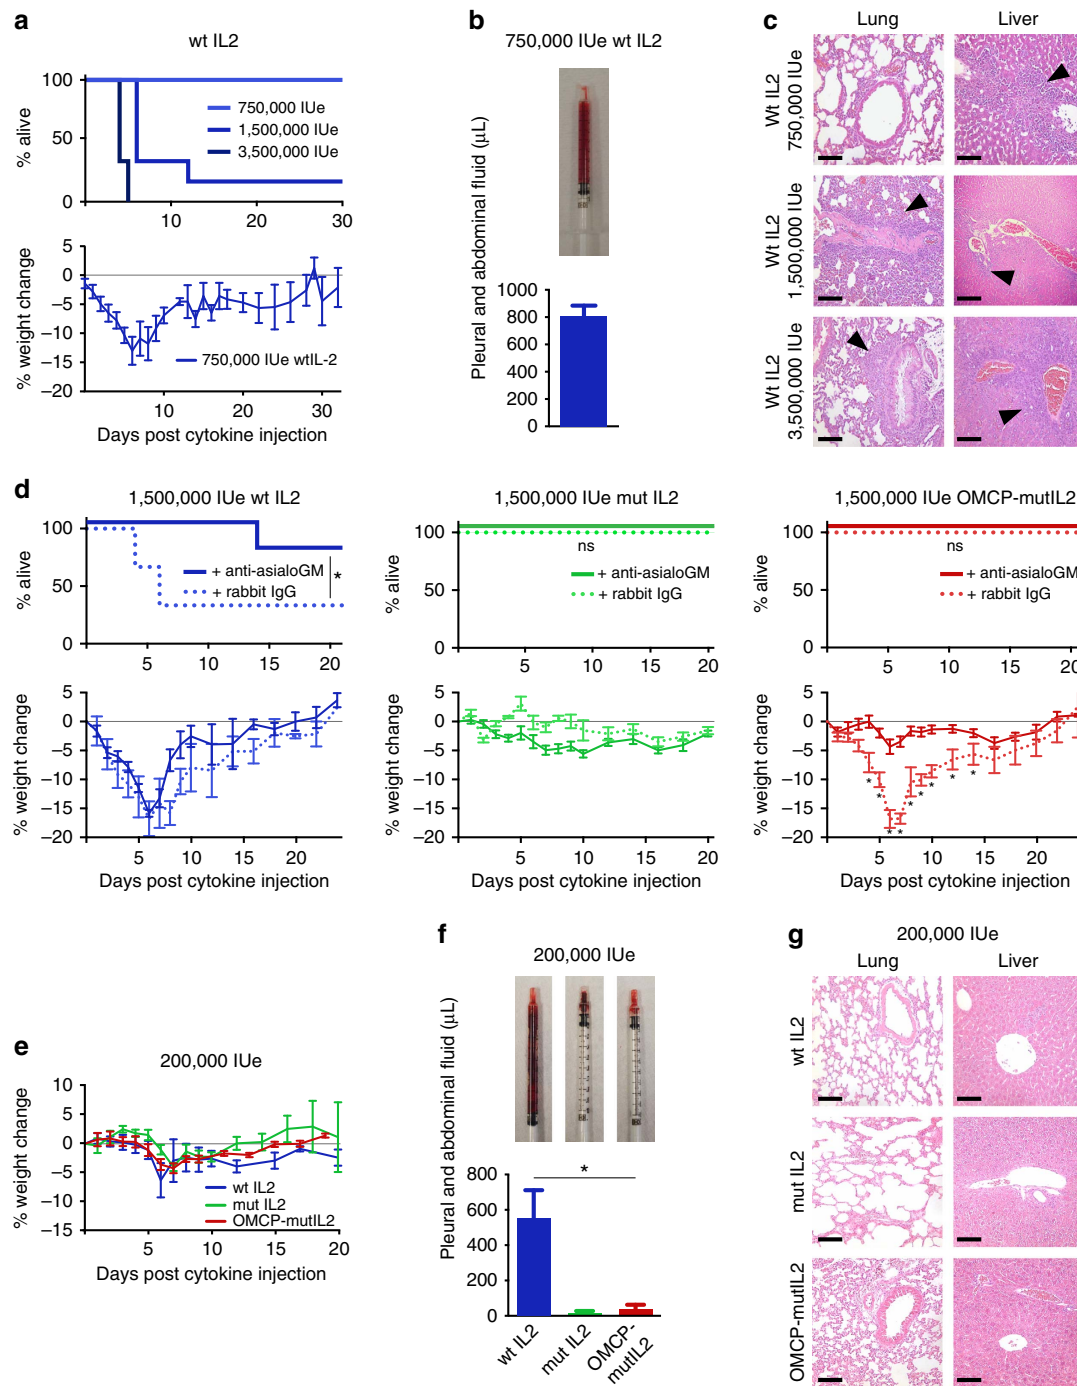 a
wt IL2
100
50
0
% alive
750,000 IUe
1,500,000 IUe
3,500,000 IUe
10
20
30
5
0
−5
−10
−15
−20
% weight change
750,000 IUe wtIL-2
10
20
30
Days post cytokine injection
b
750,000 IUe wt IL2
Pleural and abdominal fluid (μL)
1000
800
600
400
200
0
c
Lung
Liver
Wt IL2
750,000 IUe
Wt IL2
1,500,000 IUe
Wt IL2
3,500,000 IUe
d
1,500,000 IUe wt IL2
100
50
0
% alive
+ anti-asialoGM
+ rabbit IgG
*
5
10
15
20
5
0
−5
−10
−15
−20
% weight change
5
10
15
20
Days post cytokine injection
1,500,000 IUe mut IL2
100
50
0
% alive
ns
+ anti-asialoGM
+ rabbit IgG
5
10
15
20
5
0
−5
−10
−15
−20
% weight change
5
10
15
20
Days post cytokine injection
1,500,000 IUe OMCP-mutIL2
100
50
0
% alive
ns
+ anti-asialoGM
+ rabbit IgG
5
10
15
20
5
0
−5
−10
−15
−20
% weight change
* * * * * * * * *
5
10
15
20
Days post cytokine injection
e
200,000 IUe
10
5
0
−5
−10
−15
% weight change
wt IL2
mut IL2
OMCP-mutIL2
5
10
15
20
Days post cytokine injection
f
200,000 IUe
Pleural and abdominal fluid (μL)
800
600
400
200
0
*
wt IL2
mut IL2
OMCP-
mutIL2
g
200,000 IUe
Lung
Liver
wt IL2
mut IL2
OMCP-mutIL2